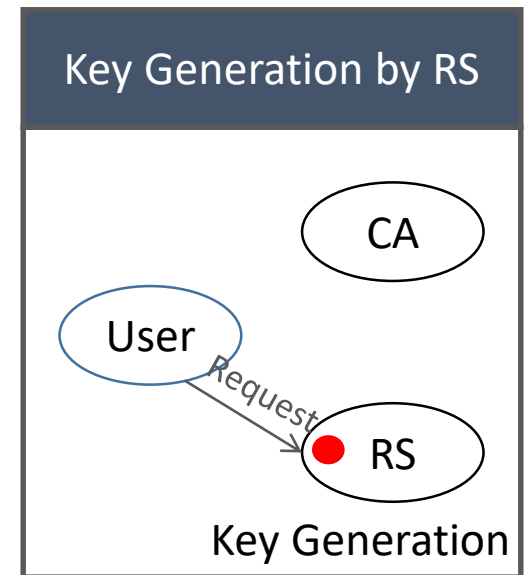 Key Generation by RS
CA
User
Request
RS
Key Generation